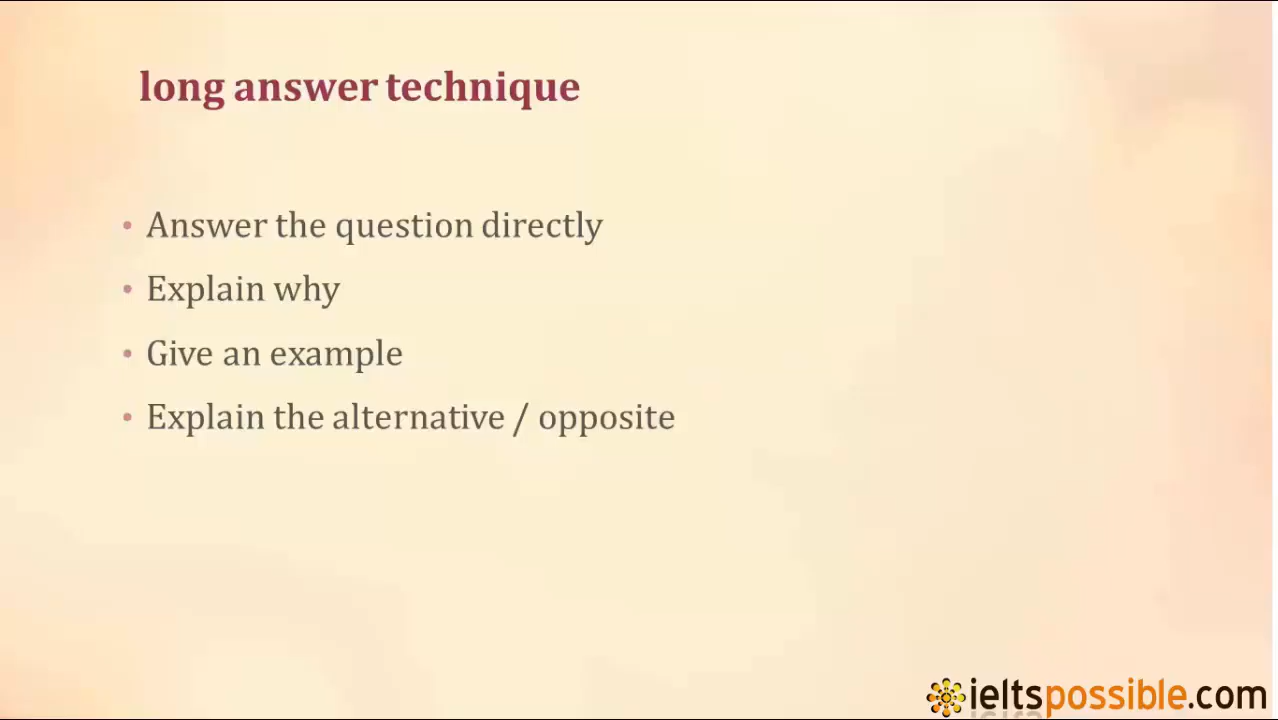 long answer technique
• Answer the question directly
• Explain why
• Give an example
• Explain the alternative / opposite
ieltspossible.com